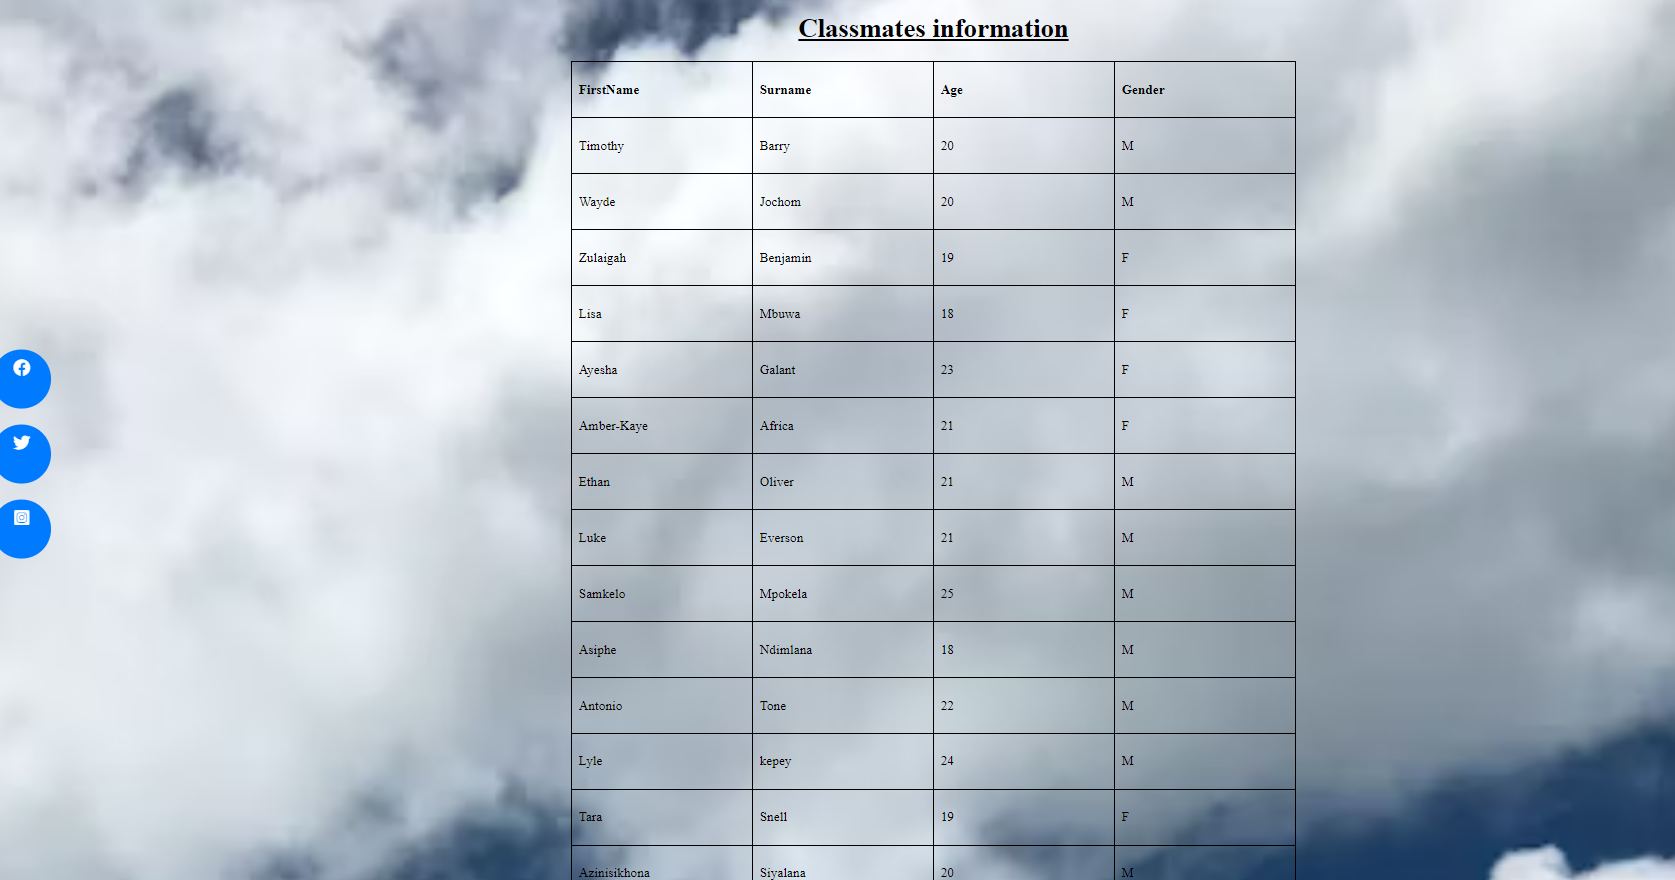 Classmates information
FirstName Surname Age Gender
Timothy Barry 20 M
Wayde Jochom 20 M
Zulaigah Benjamin 19 F
Lisa Mbuwa 18 F
Ayesha Galant 23 F
Amber-Kaye Africa 21 F
Ethan Oliver 21 M
Luke Everson 21 M
Samkelo Mpokela 25 M
Asiphe Ndimlana 18 M
Antonio Tone 22 M
Lyle kepey 24 M
Tara Snell 19 F
Azinisikhona Siyalana 20 M